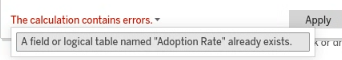 The calculation contains errors.
Apply
A field or logical table named "Adoption Rate" already exists.